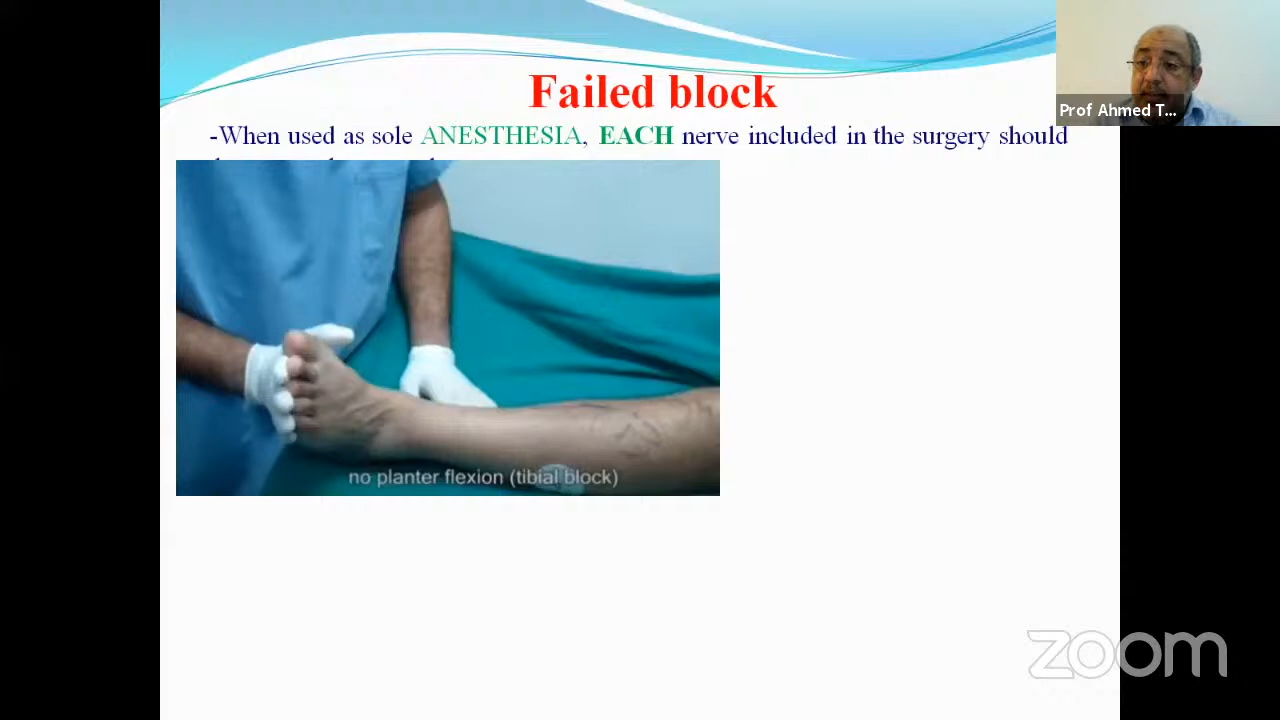 Failed block
-When used as sole ANESTHESIA, EACH nerve included in the surgery should
no planter flexion (tibial block)
Prof Ahmed T...
zoom